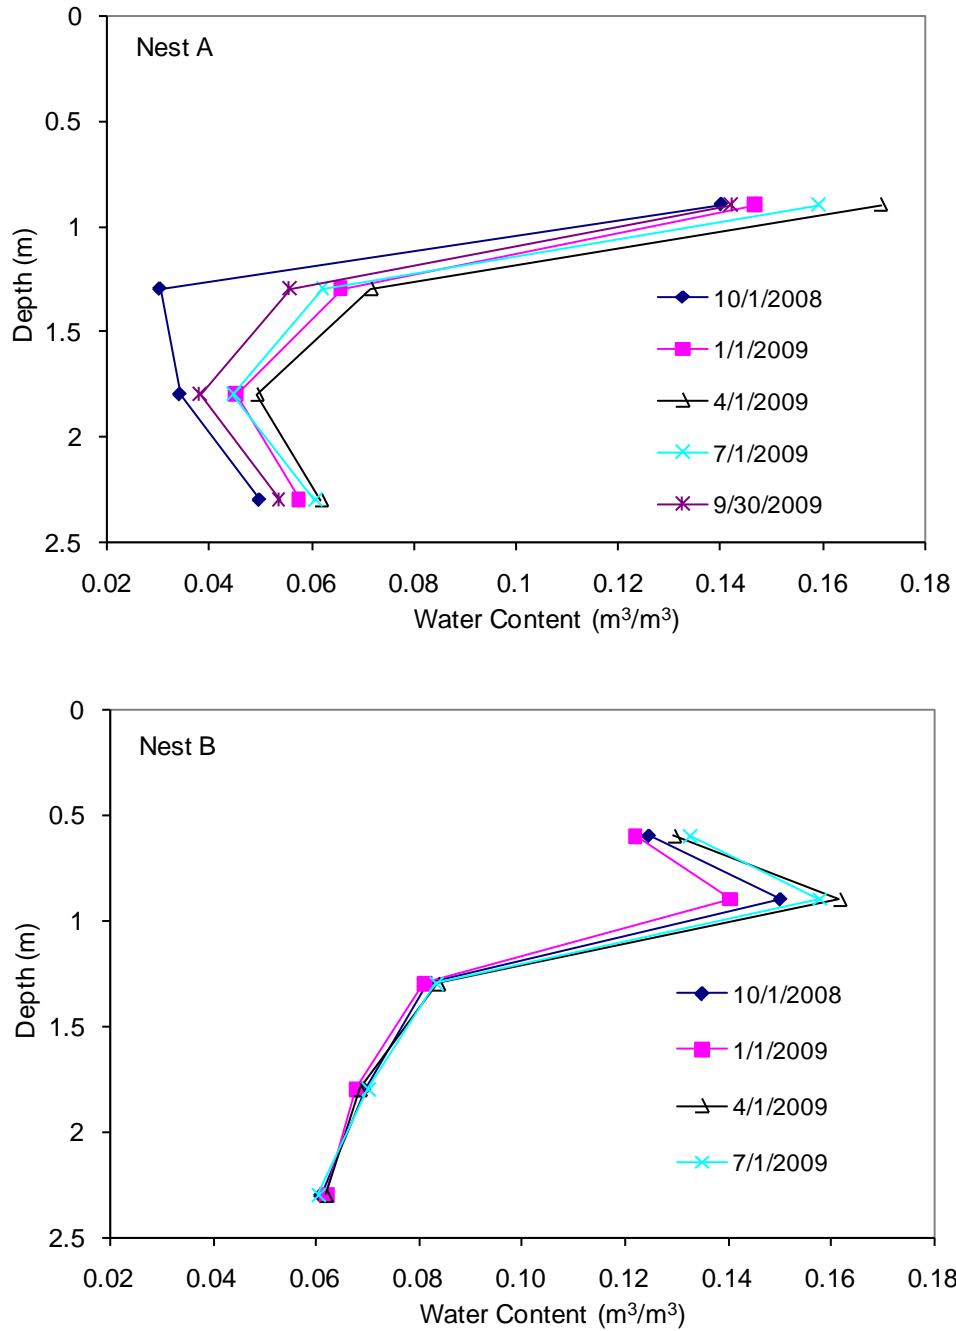 0
Nest A
0.5
1
Depth (m)
10/1/2008
1.5
1/1/2009
4/1/2009
2
7/1/2009
9/30/2009
2.5
0.02 0.04 0.06 0.08 0.10 0.12 0.14 0.16 0.18
Water Content (m³/m³)
0
Nest B
0.5
1
Depth (m)
10/1/2008
1.5
1/1/2009
4/1/2009
2
7/1/2009
2.5
0.02 0.04 0.06 0.08 0.10 0.12 0.14 0.16 0.18
Water Content (m³/m³)